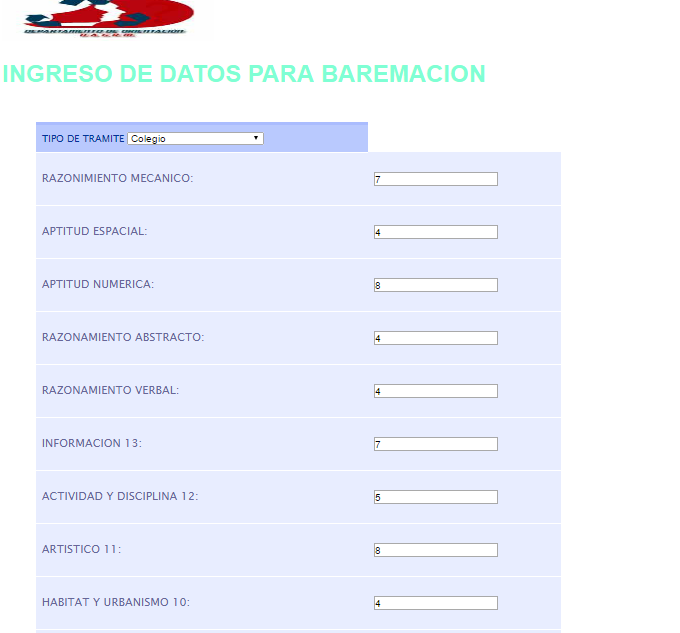 DEPARTAMENTO DE ORIENTACIÓN
U.A.G.R.M.
INGRESO DE DATOS PARA BAREMACION
TIPO DE TRAMITE Colegio
RAZONIMIENTO MECANICO: 7
APTITUD ESPACIAL: 4
APTITUD NUMERICA: 8
RAZONAMIENTO ABSTRACTO: 4
RAZONAMIENTO VERBAL: 4
INFORMACION 13: 7
ACTIVIDAD Y DISCIPLINA 12: 5
ARTISTICO 11: 8
HABITAT Y URBANISMO 10: 4